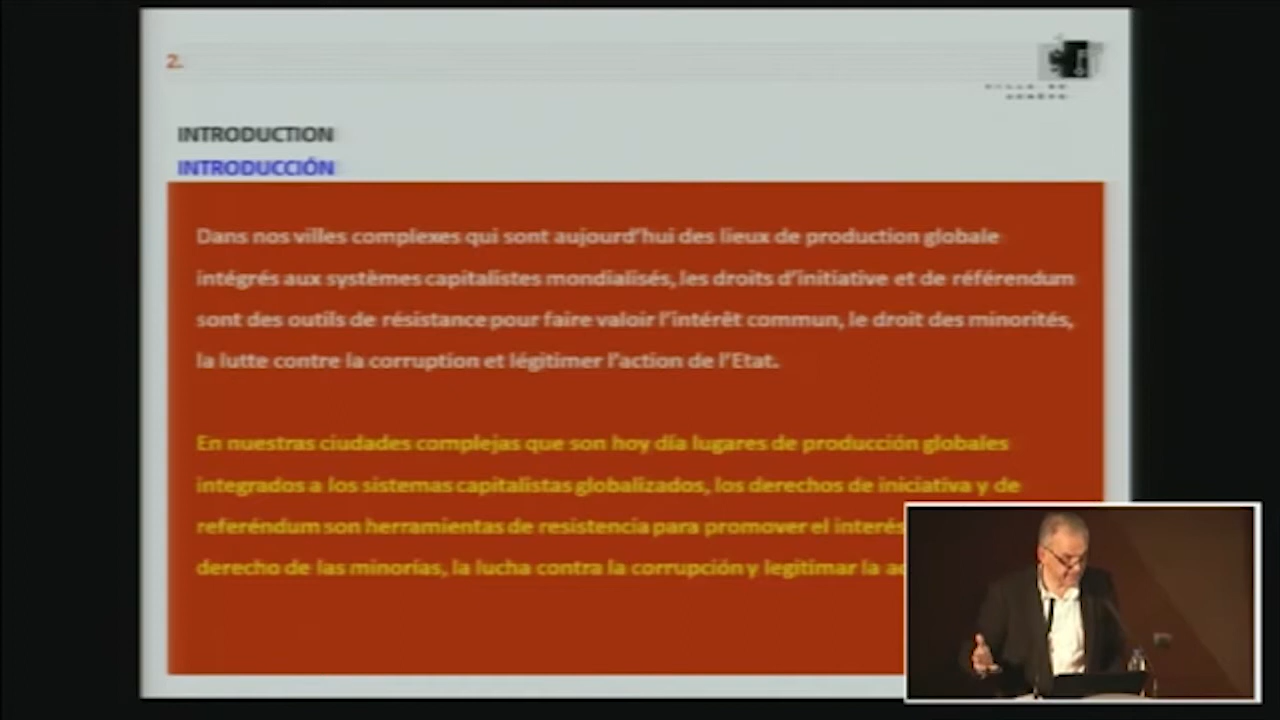 2.
VILLE DE
GENÈVE
INTRODUCTION
INTRODUCCIÓN
Dans nos villes complexes qui sont aujourd'hui des lieux de production globale
intégrés aux systèmes capitalistes mondialisés, les droits d'initiative et de référendum
sont des outils de résistance pour faire valoir l'intérêt commun, le droit des minorités,
la lutte contre la corruption et légitimer l'action de l'Etat.
En nuestras ciudades complejas que son hoy día lugares de producción globales
integrados a los sistemas capitalistas globalizados, los derechos de iniciativa y de
referéndum son herramientas de resistencia para promover el interés
derecho de las minorías, la lucha contra la corrupción y legitimar la